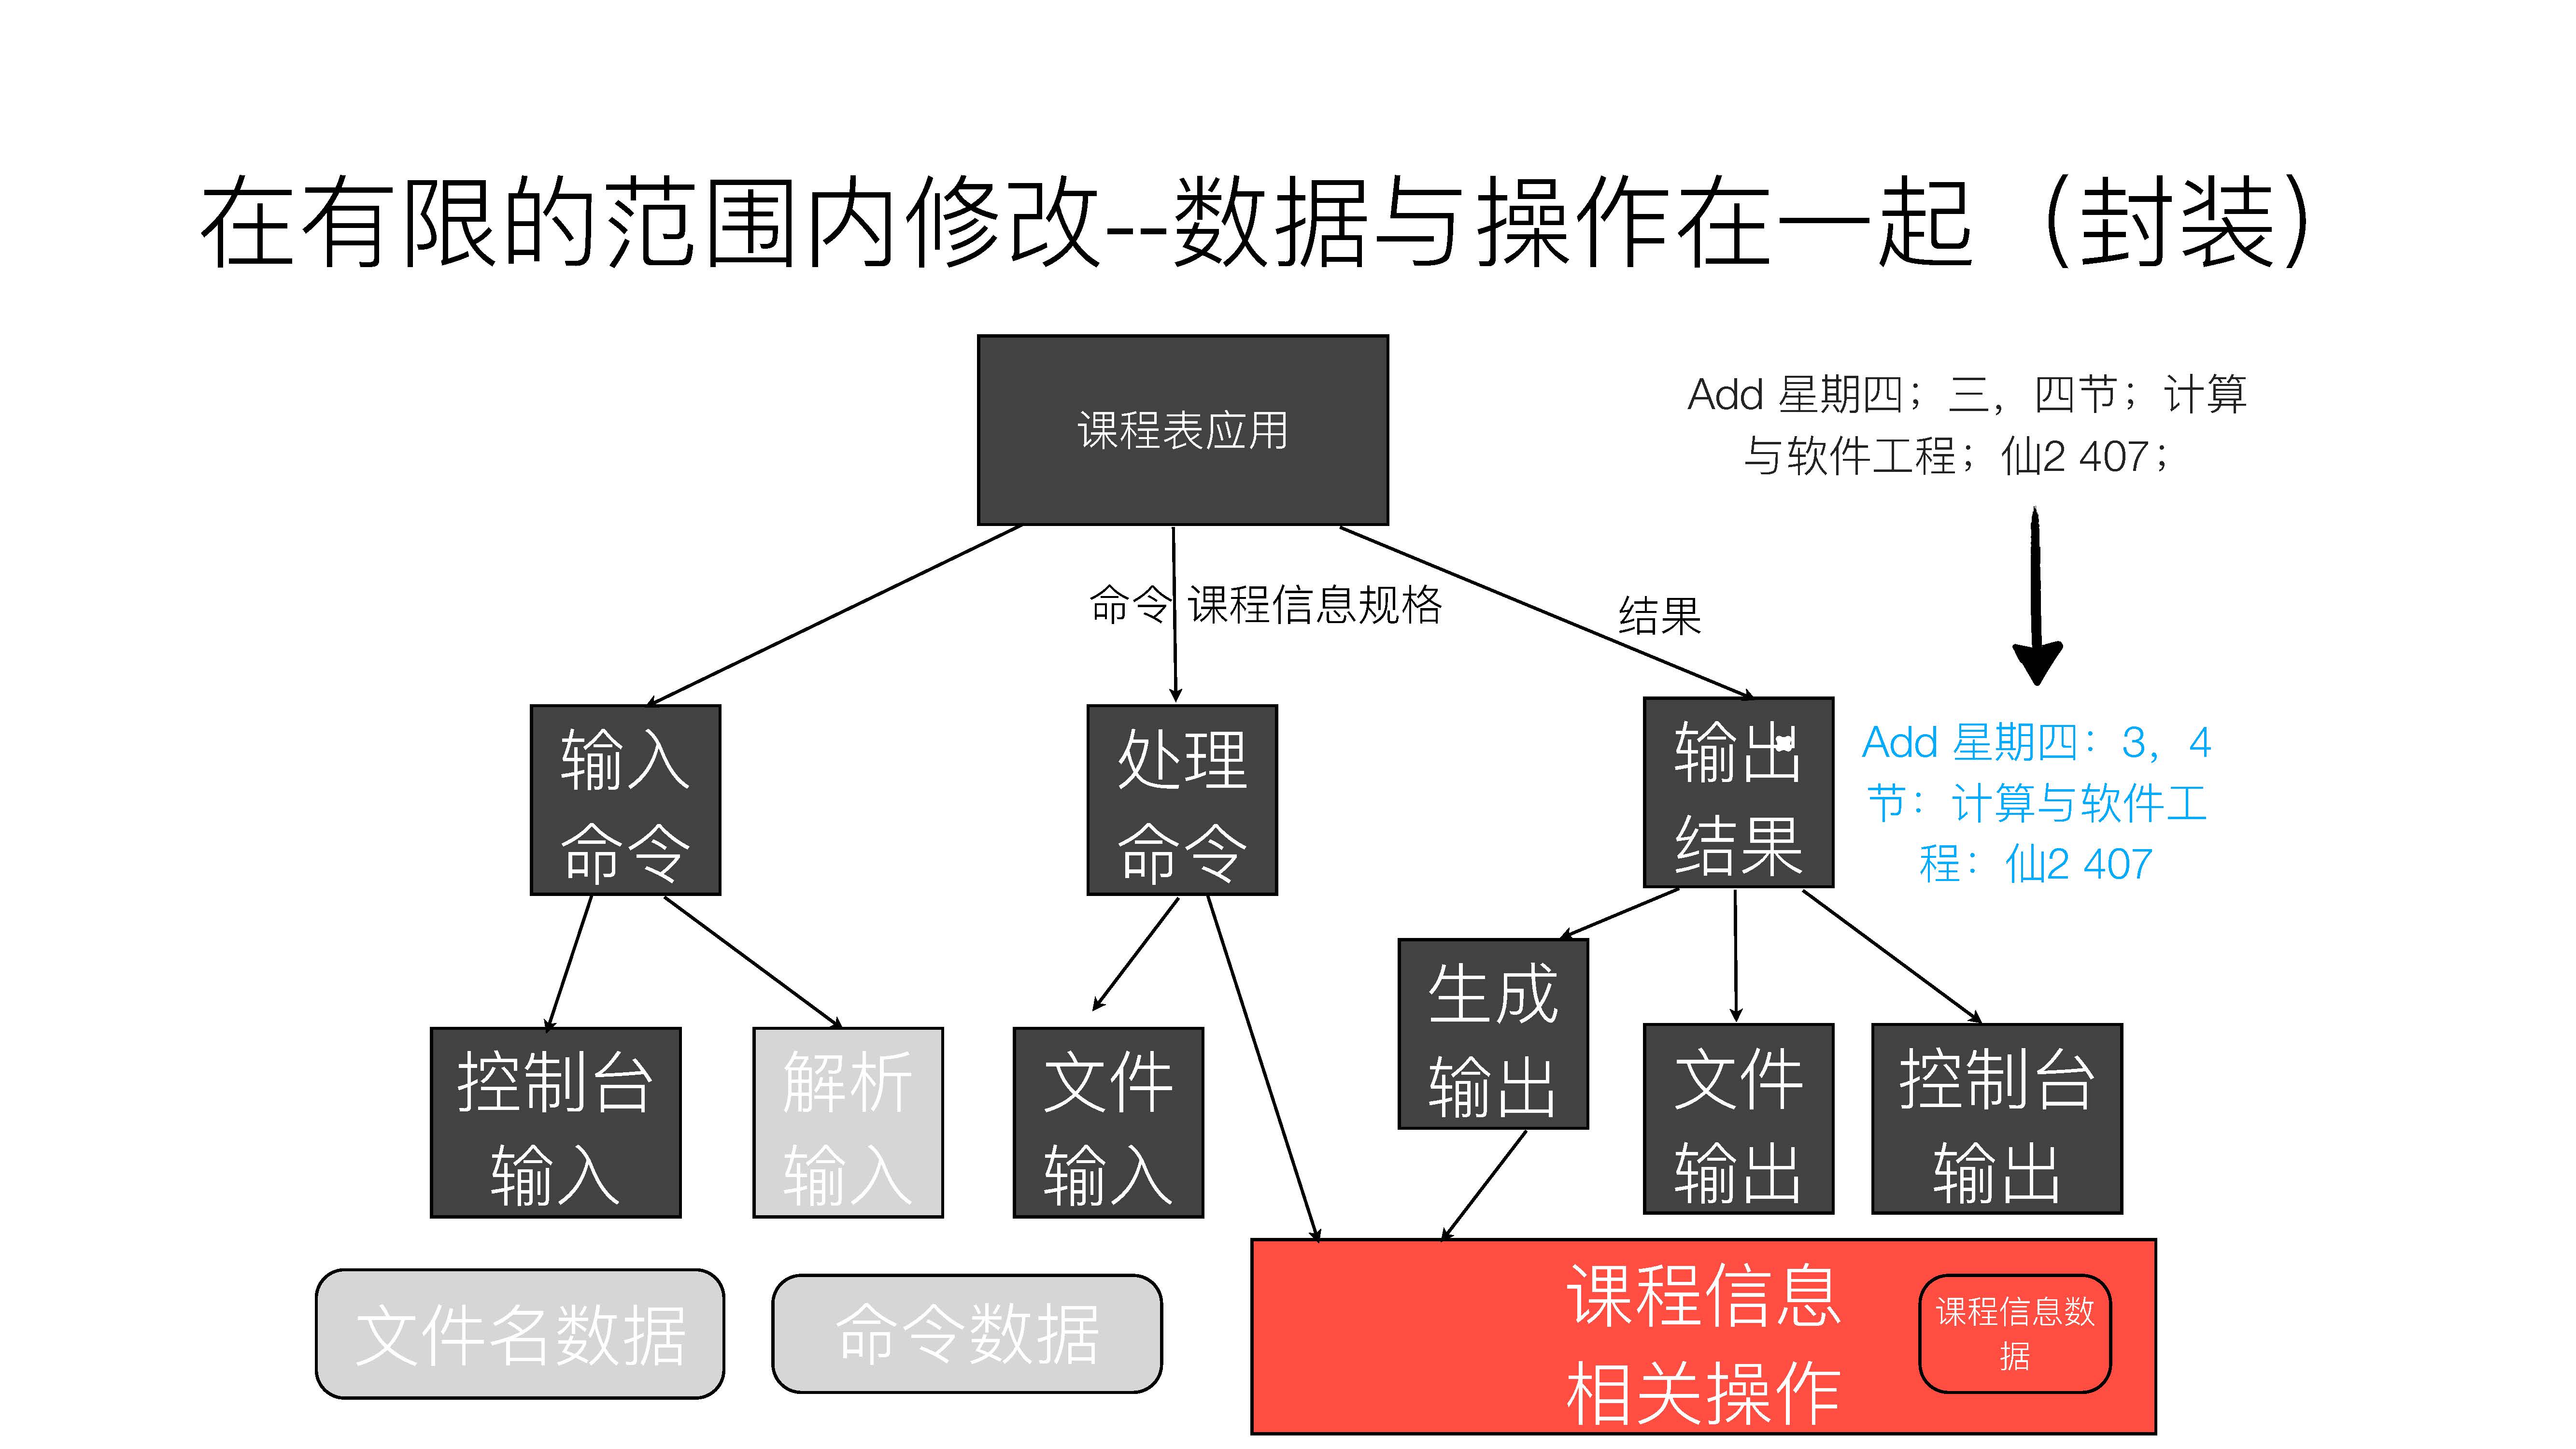 在有限的范围内修改--数据与操作在一起（封装）
课程表应用
Add 星期四；三，四节；计算
与软件工程；仙2 407；
命令 课程信息规格
结果
输入
命令
处理
命令
输出
结果
Add 星期四：3，4
节：计算与软件工
程：仙2 407
控制台
输入
解析
输入
文件
输入
生成
输出
文件
输出
控制台
输出
文件名数据
命令数据
课程信息
相关操作
课程信息数
据